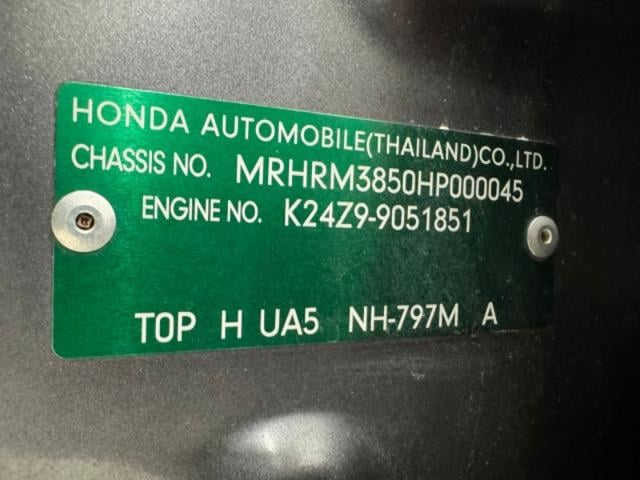 HONDA AUTOMOBILE(THAILAND)CO.,LTD.
CHASSIS NO. MRHRM3850HP000045
ENGINE NO. K24Z9-9051851
TOP H UA5 NH-797M A